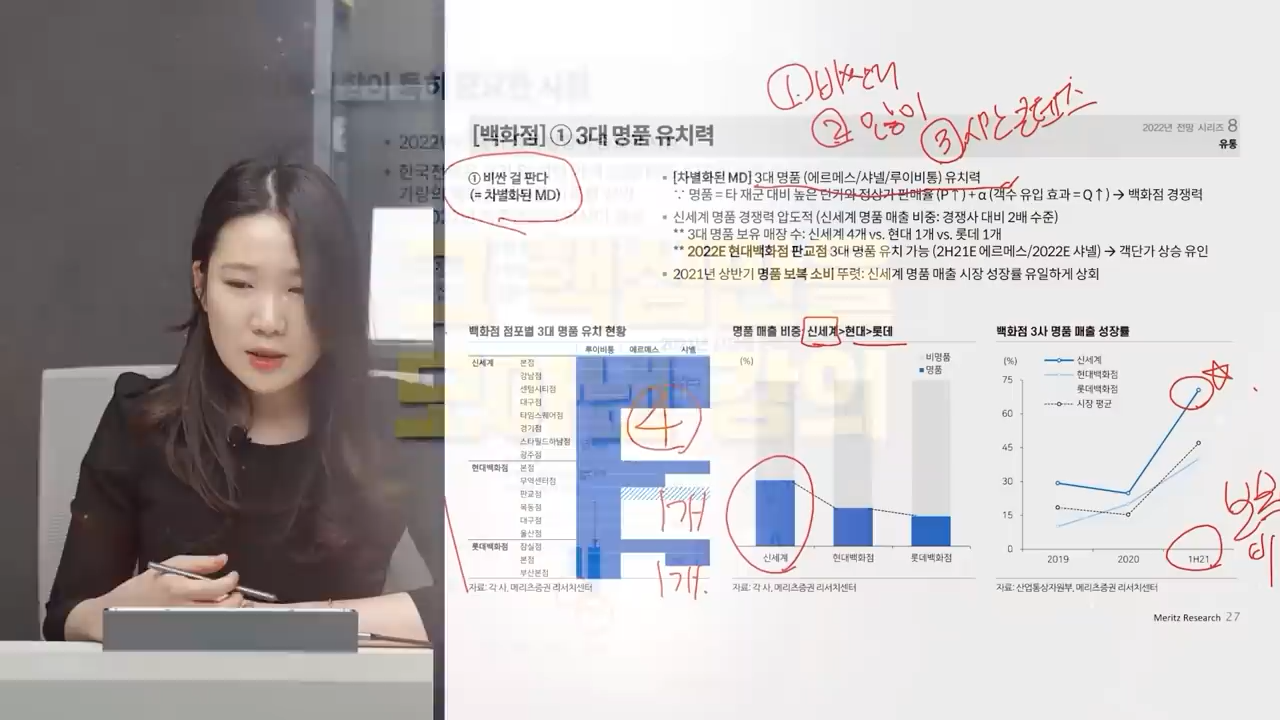 ① 비싼거
② 많이
③
[백화점] ① 3대 명품 유치력
2022년 전망 시리즈 8
유통
① 비싼 걸 판다
(= 차별화된 MD)
▪ [차별화된 MD] 3대 명품 (에르메스/샤넬/루이비통) 유치력
∵ 명품 = 타 재군 대비 높은 단가와 정상가 판매율 (P↑) + α (객수 유입 효과 = Q↑) → 백화점 경쟁력
▪ 신세계 명품 경쟁력 압도적 (신세계 명품 매출 비중: 경쟁사 대비 2배 수준)
** 3대 명품 보유 매장 수: 신세계 4개 vs. 현대 1개 vs. 롯데 1개
** 2022E 현대백화점 판교점 3대 명품 유치 가능 (2H21E 에르메스/2022E 샤넬) → 객단가 상승 유인
▪ 2021년 상반기 명품 보복 소비 뚜렷: 신세계 명품 매출 시장 성장률 유일하게 상회
백화점 점포별 3대 명품 유치 현황
루이비통 에르메스 샤넬
신세계 본점
강남점
센텀시티점
대구점
타임스퀘어점
경기점
스타필드하남점
광주점
현대백화점 본점
무역센터점
판교점
목동점
대구점
울산점
롯데백화점 잠실점
본점
부산본점
④
1개
1개.
자료: 각 사, 메리츠증권 리서치센터
명품 매출 비중: 신세계>현대>롯데
(%)
비명품
■ 명품
신세계 현대백화점 롯데백화점
자료: 각 사, 메리츠증권 리서치센터
백화점 3사 명품 매출 성장률
(%)
신세계
현대백화점
롯데백화점
시장 평균
75
60
45
30
15
0
2019 2020 1H21
자료: 산업통상자원부, 메리츠증권 리서치센터
Meritz Research 27